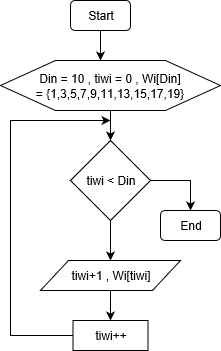 Start
Din = 10 , tiwi = 0 , Wi[Din]
= {1,3,5,7,9,11,13,15,17,19}
tiwi < Din
End
tiwi+1 , Wi[tiwi]
tiwi++